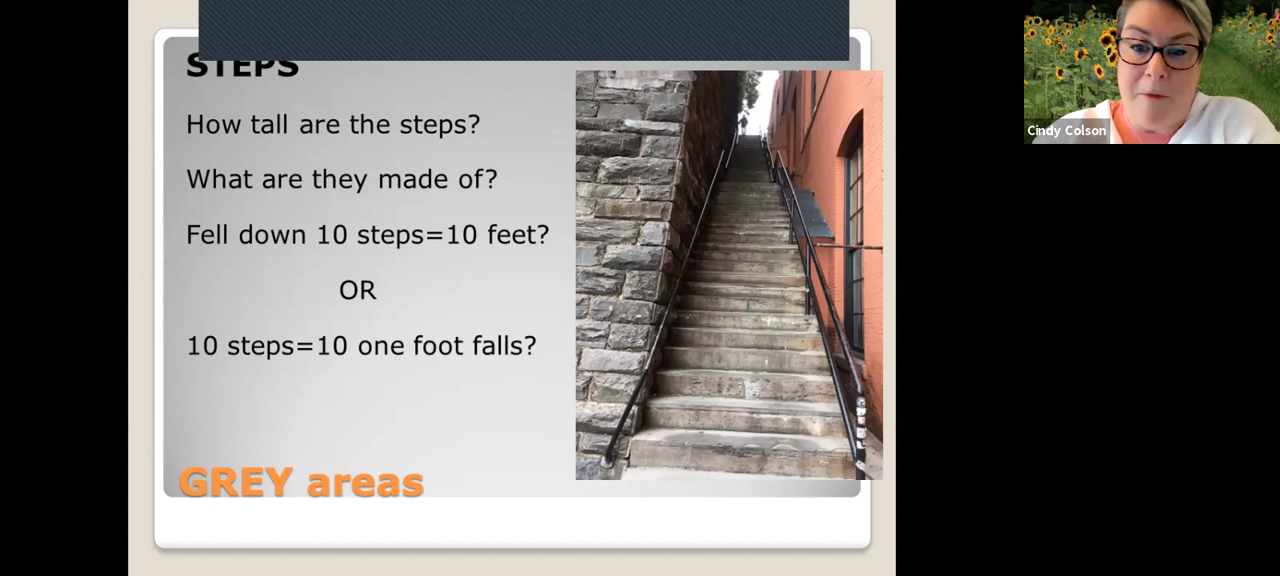 STEPS
How tall are the steps?
What are they made of?
Fell down 10 steps=10 feet?
OR
10 steps=10 one foot falls?
GREY areas
Cindy Colson